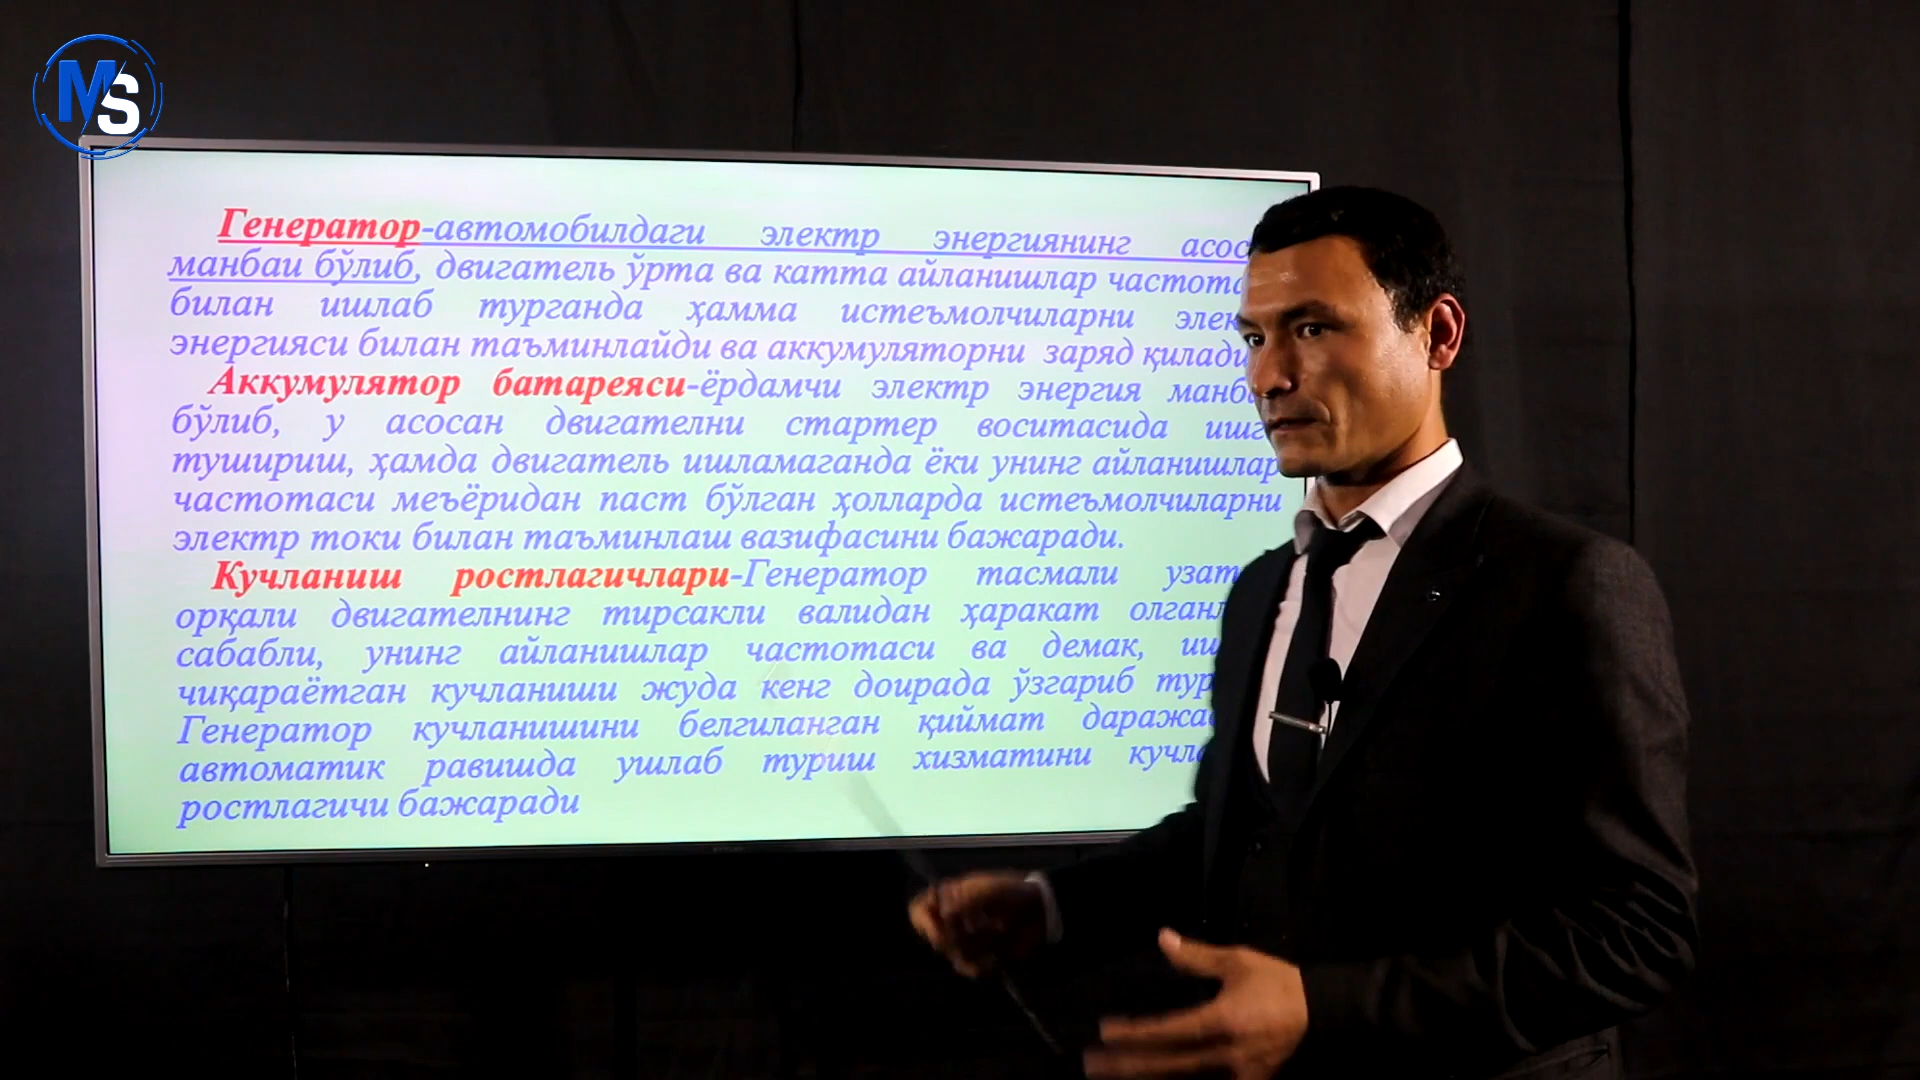 MS
Генератор-автомобилдаги электр энергиянинг
манбаи бўлиб, двигатель ўрта ва катта айланишлар
билан ишлаб турганда ҳамма истеъмолчиларни
энергияси билан таъминлайди ва аккумуляторни заряд қилади
Аккумулятор батареяси-ёрдамчи электр энергия
бўлиб, у асосан двигателни стартер воситасида
тушириш, ҳамда двигатель ишламаганда ёки унинг айланишлар
частотаси меъёридан паст бўлган ҳолларда истеъмолчиларни
электр токи билан таъминлаш вазифасини бажаради.
Кучланиш ростлагичлари-Генератор тасмали
орқали двигателнинг тирсакли валидан ҳаракат
сабабли, унинг айланишлар частотаси ва демак,
чиқараётган кучланиши жуда кенг доирада ўзгариб
Генератор кучланишини белгиланган қиймат
автоматик равишда ушлаб туриш хизматини
ростлагичи бажаради